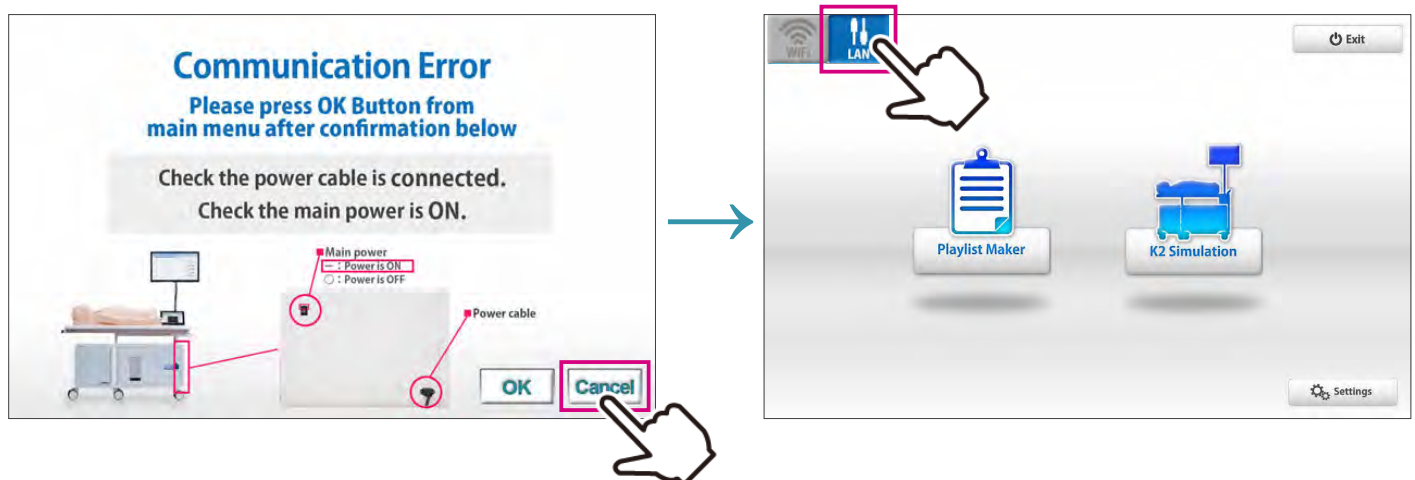 Communication Error
Please press OK Button from
main menu after confirmation below
Check the power cable is connected.
Check the main power is ON.
Main power
− : Power is ON
○ : Power is OFF
Power cable
OK
Cancel
WiFi
LAN
Exit
Playlist Maker
K2 Simulation
Settings